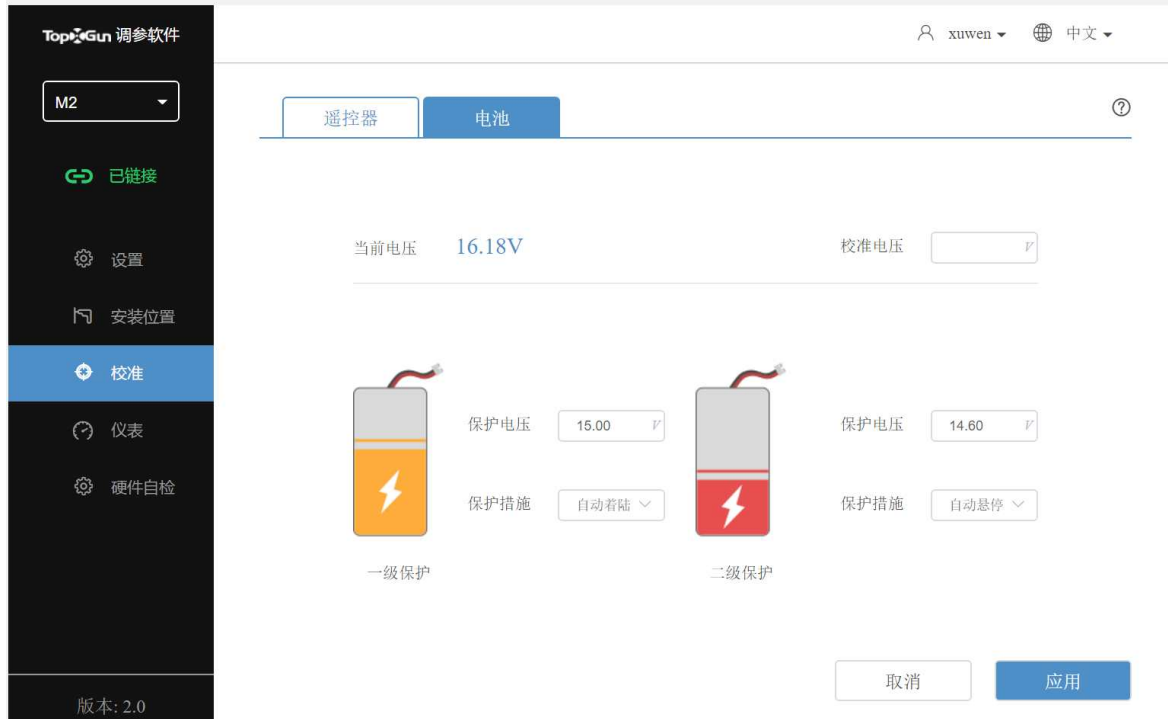 TopXGun 调参软件
xuwen
中文
M2
遥控器
电池
?
已链接
设置
安装位置
校准
仪表
硬件自检
当前电压 16.18V
校准电压 V
保护电压 15.00 V
保护措施 自动着陆
一级保护
保护电压 14.60 V
保护措施 自动悬停
二级保护
取消
应用
版本: 2.0